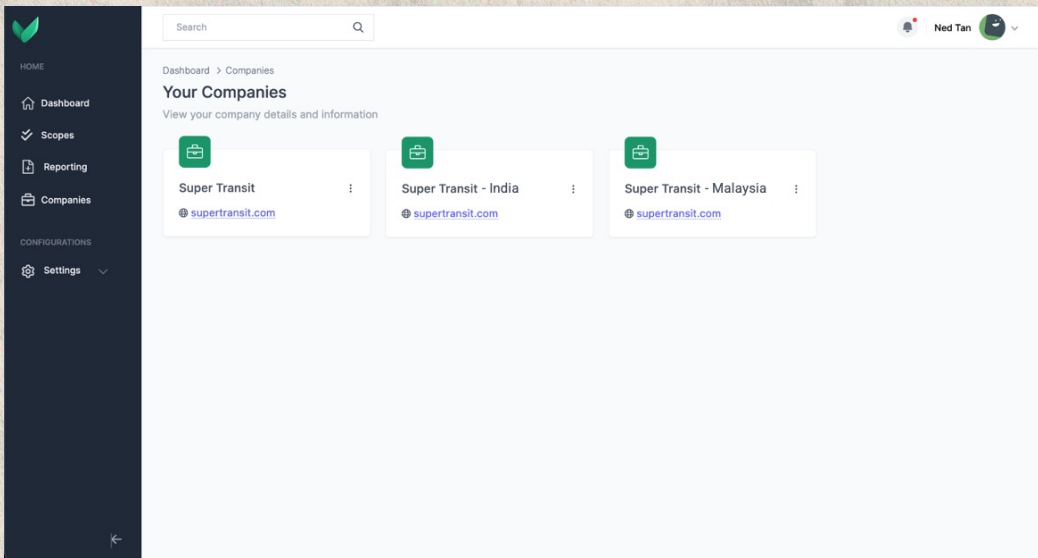 Search
Ned Tan
HOME
Dashboard
Scopes
Reporting
Companies
CONFIGURATIONS
Settings
Dashboard > Companies
Your Companies
View your company details and information
Super Transit
supertransit.com
Super Transit - India
supertransit.com
Super Transit - Malaysia
supertransit.com